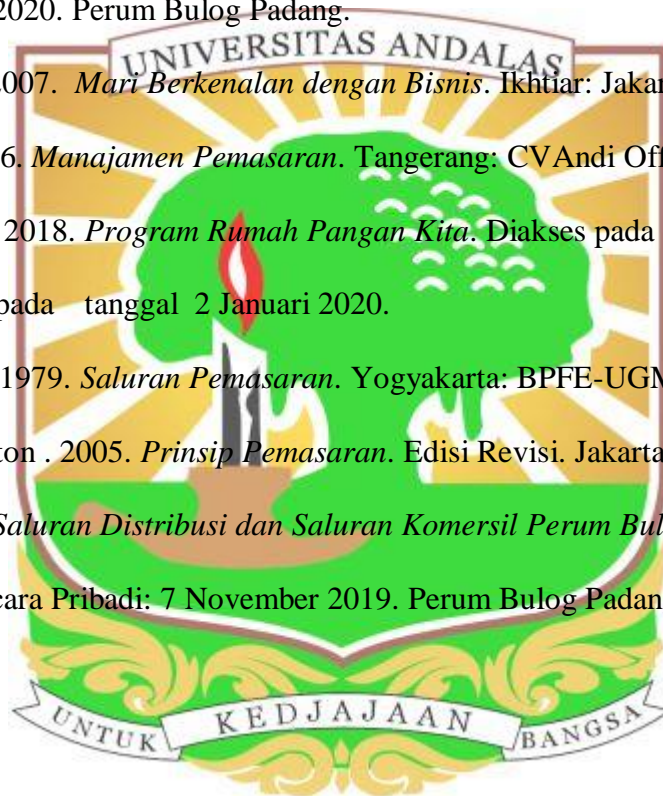 2020. Perum Bulog Padang.
UNIVERSITAS ANDALAS
2007. Mari Berkenalan dengan Bisnis. Ikhtiar: Jakar
6. Manajamen Pemasaran. Tangerang: CVAndi Off
2018. Program Rumah Pangan Kita. Diakses pada
pada tanggal 2 Januari 2020.
1979. Saluran Pemasaran. Yogyakarta: BPFE-UGM
ton . 2005. Prinsip Pemasaran. Edisi Revisi. Jakarta
Saluran Distribusi dan Saluran Komersil Perum Bul
cara Pribadi: 7 November 2019. Perum Bulog Padan
UNTUK KEDJAJAAN BANGSA